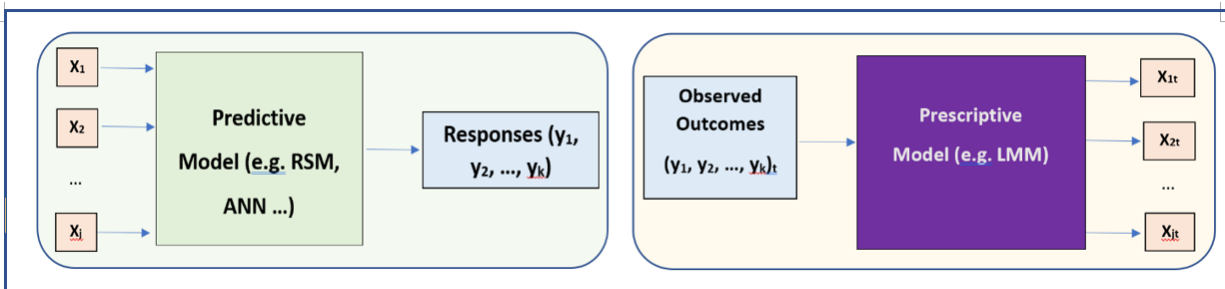 X1
X2
...
Xj
Predictive
Model (e.g. RSM,
ANN ...)
Responses (y1,
y2, ..., yk)
Observed
Outcomes
(y1, y2, ..., yk)t
Prescriptive
Model (e.g. LMM)
X1t
X2t
...
Xjt